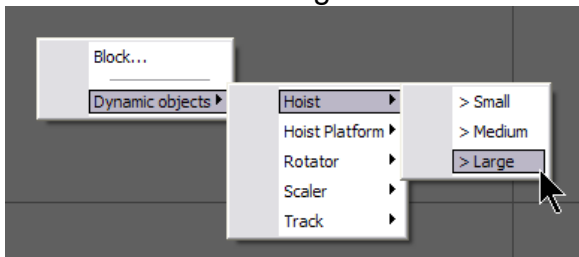 Block...
Dynamic objects
Hoist
Hoist Platform
Rotator
Scaler
Track
> Small
> Medium
> Large